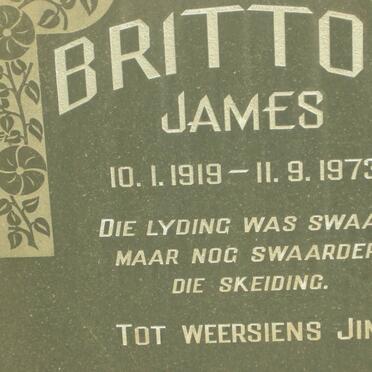 BRITTO
JAMES
10. 1. 1919 – 11. 9. 1973
DIE LYDING WAS SWAA
MAAR NOG SWAARDER
DIE SKEIDING.
TOT WEERSIENS JIM